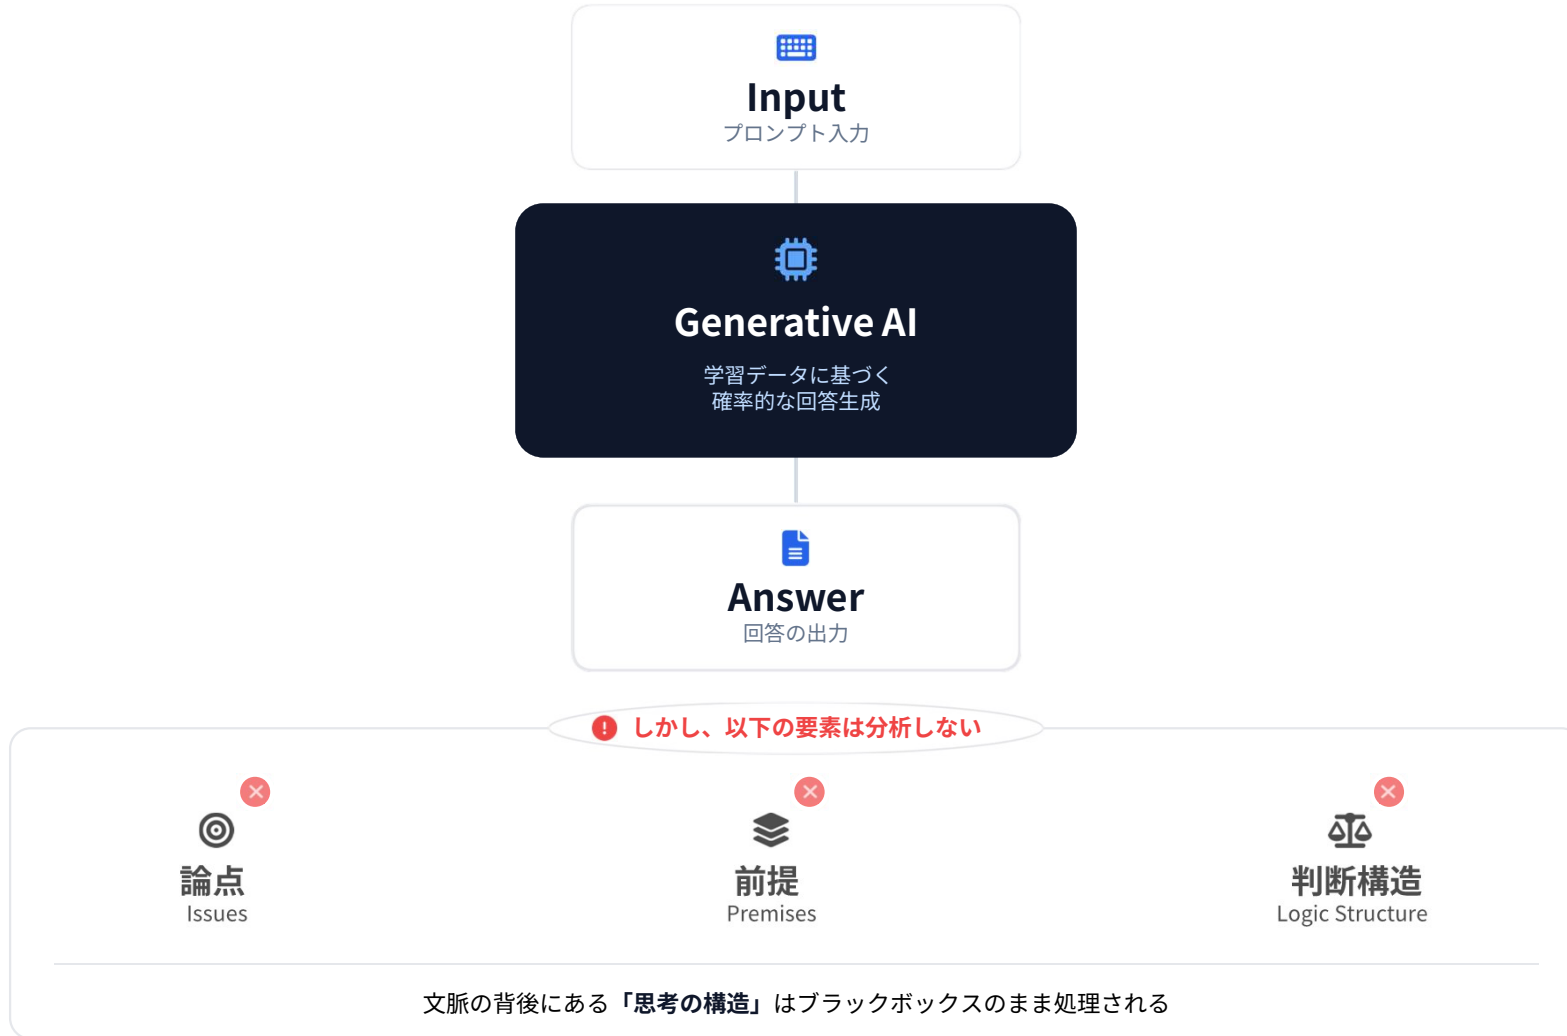 Input
プロンプト入力
Generative AI
学習データに基づく
確率的な回答生成
Answer
回答の出力
しかし、以下の要素は分析しない
論点
Issues
前提
Premises
判断構造
Logic Structure
文脈の背後にある「思考の構造」はブラックボックスのまま処理される